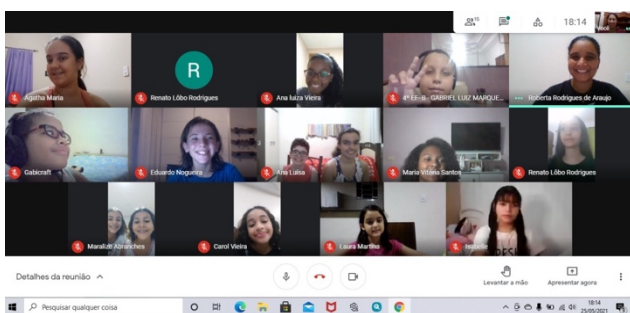 15
18:14
Você
R
Agatha Maria
Renato Lôbo Rodrigues
Ana luiza Vieira
4º EF-B - GABRIEL LUIZ MARQUE...
Roberta Rodrigues de Araujo
Gabicraft
Eduardo Nogueira
Ana Luisa
Maria Vitória Santos
Renato Lôbo Rodrigues
Maralize Abranches
Carol Vieira
Laura Martins
Isabelle
Detalhes da reunião
Levantar a mão
Apresentar agora
Pesquisar qualquer coisa
18:14
25/05/2021